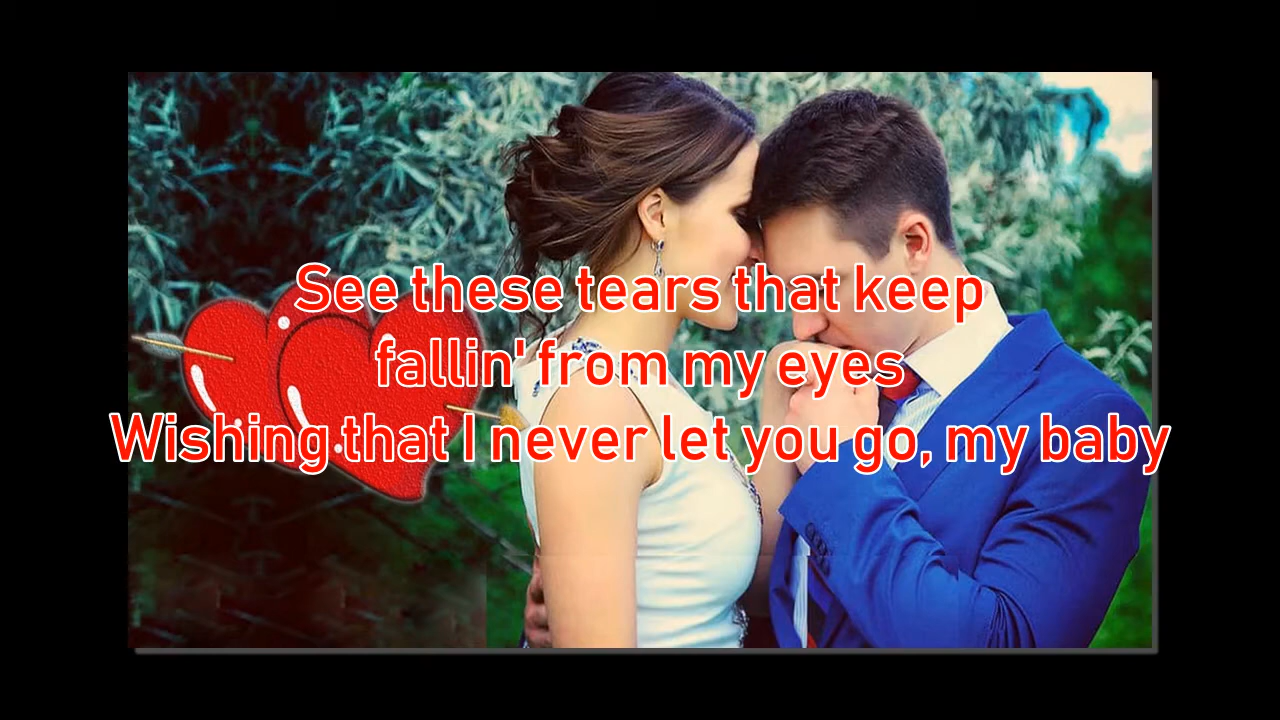 See these tears that keep
fallin' from my eyes
Wishing that I never let you go, my baby